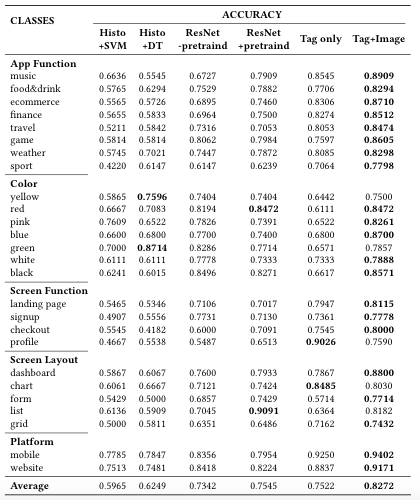 CLASSES ACCURACY
Histo +SVM Histo +DT ResNet -pretraind ResNet +pretraind Tag only Tag+Image
App Function
music 0.6636 0.5545 0.6727 0.7909 0.8545 0.8909
food&drink 0.5765 0.6294 0.7529 0.7882 0.7706 0.8294
ecommerce 0.5565 0.5726 0.6895 0.7460 0.8306 0.8710
finance 0.5655 0.5833 0.6964 0.7500 0.8274 0.8512
travel 0.5211 0.5842 0.7316 0.7053 0.8053 0.8474
game 0.5814 0.5814 0.8062 0.7984 0.7597 0.8605
weather 0.5745 0.7021 0.7447 0.7872 0.8085 0.8298
sport 0.4220 0.6147 0.6147 0.6239 0.7064 0.7798
Color
yellow 0.5865 0.7596 0.7404 0.7404 0.6442 0.7500
red 0.6667 0.7083 0.8194 0.8472 0.6111 0.8472
pink 0.7609 0.6522 0.7826 0.7391 0.6522 0.8261
blue 0.6600 0.6800 0.7700 0.7400 0.6800 0.8700
green 0.7000 0.8714 0.8286 0.7714 0.6571 0.7857
white 0.6111 0.6111 0.7778 0.7333 0.7333 0.7888
black 0.6241 0.6015 0.8496 0.8271 0.6617 0.8571
Screen Function
landing page 0.5465 0.5346 0.7106 0.7017 0.7947 0.8115
signup 0.4907 0.5556 0.7731 0.7130 0.7361 0.7778
checkout 0.5545 0.4182 0.6000 0.7091 0.7545 0.8000
profile 0.4667 0.5538 0.5487 0.6513 0.9026 0.7590
Screen Layout
dashboard 0.5867 0.6067 0.7600 0.7933 0.7867 0.8800
chart 0.6061 0.6667 0.7121 0.7424 0.8485 0.8030
form 0.5429 0.5000 0.6857 0.7429 0.5714 0.7714
list 0.6136 0.5909 0.7045 0.9091 0.6364 0.8182
grid 0.5000 0.5811 0.6351 0.6486 0.7162 0.7432
Platform
mobile 0.7785 0.7847 0.8356 0.7954 0.9250 0.9402
website 0.7513 0.7481 0.8418 0.8224 0.8837 0.9171
Average 0.5965 0.6249 0.7342 0.7545 0.7522 0.8272